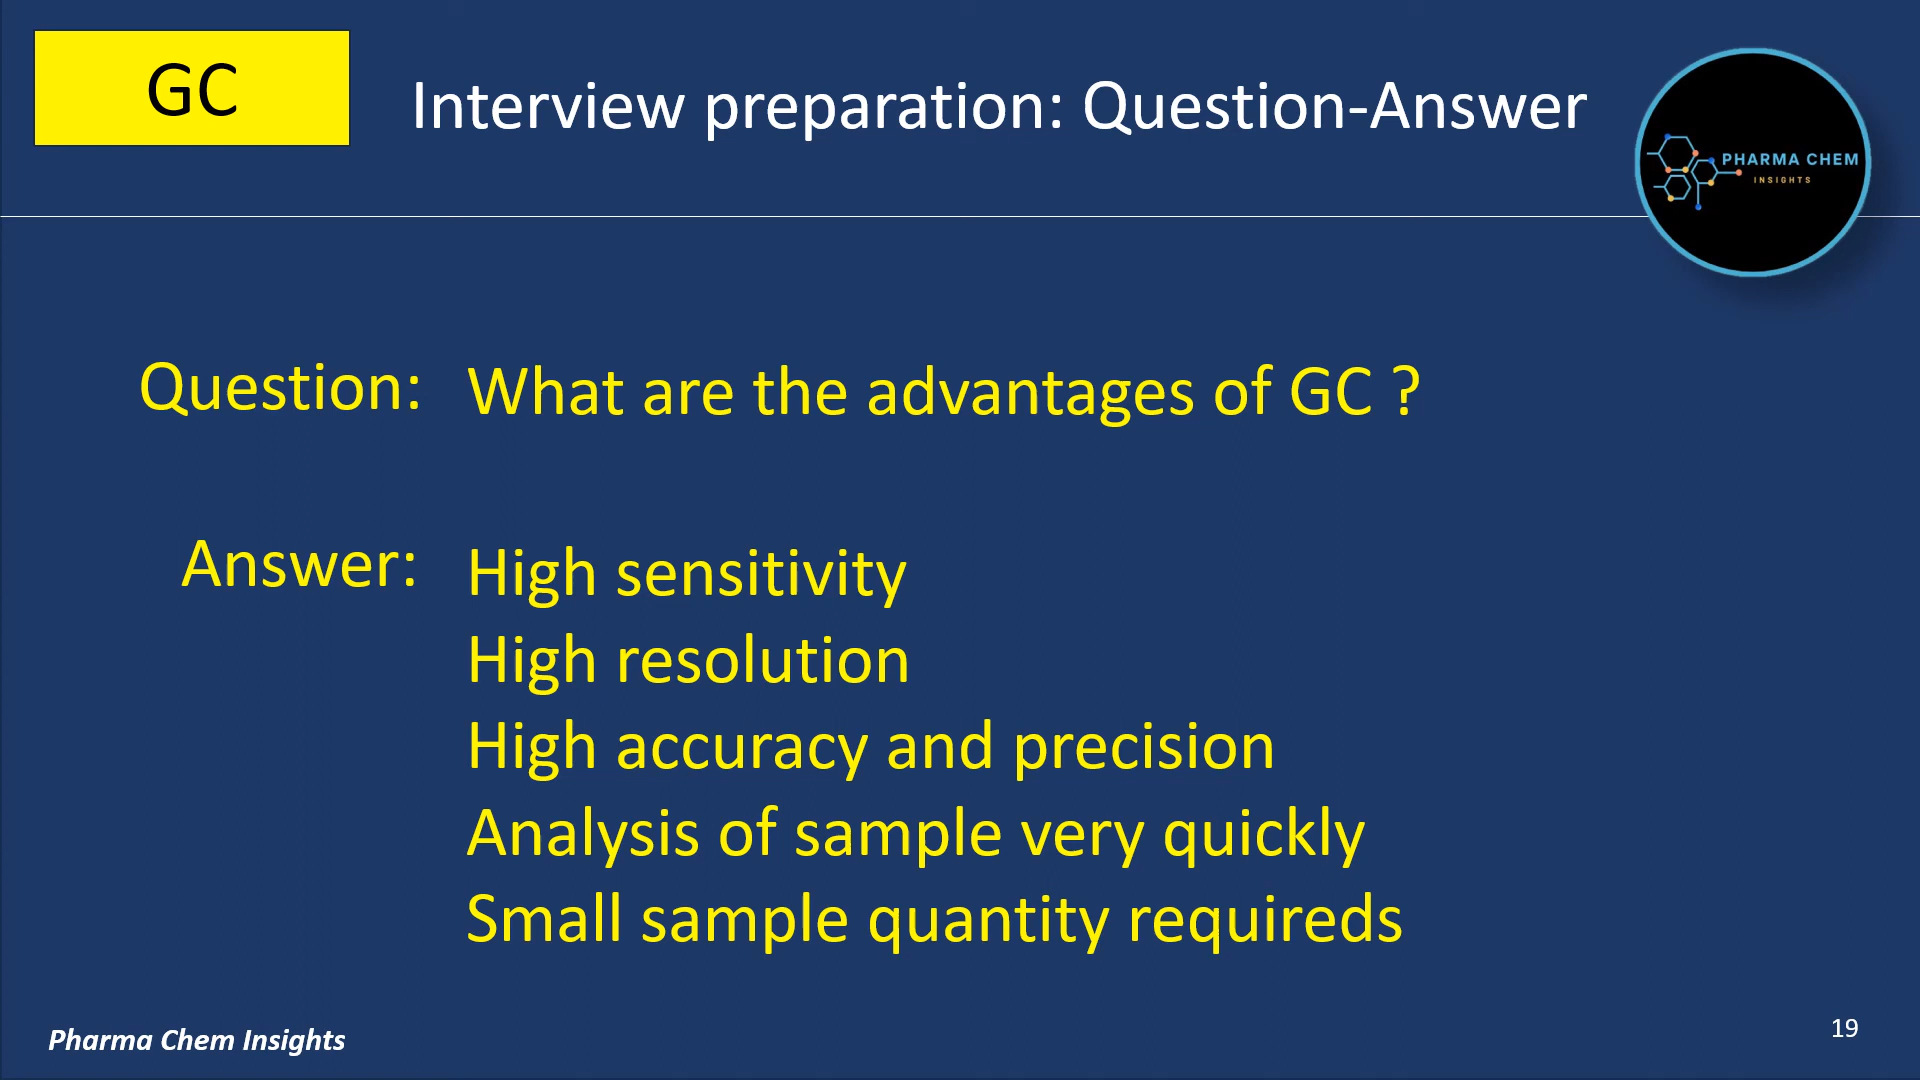 GC
Interview preparation: Question-Answer
PHARMA CHEM
INSIGHTS
Question: What are the advantages of GC ?
Answer: High sensitivity
High resolution
High accuracy and precision
Analysis of sample very quickly
Small sample quantity requireds
Pharma Chem Insights
19